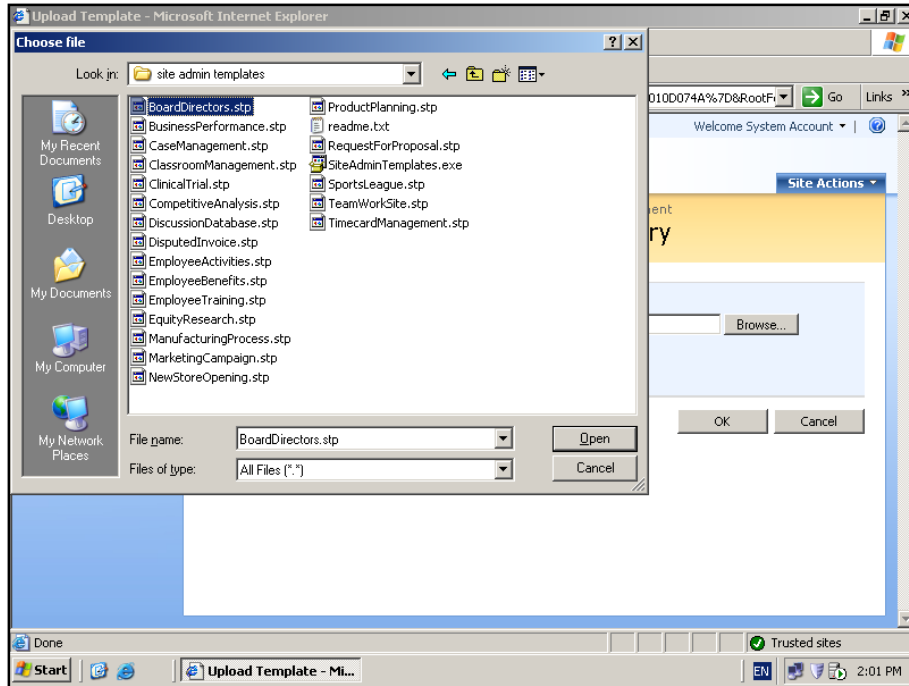 Upload Template - Microsoft Internet Explorer
Choose file
Look in:
site admin templates
My Recent
Documents
Desktop
My Documents
My Computer
My Network
Places
BoardDirectors.stp
BusinessPerformance.stp
CaseManagement.stp
ClassroomManagement.stp
ClinicalTrial.stp
CompetitiveAnalysis.stp
DiscussionDatabase.stp
DisputedInvoice.stp
EmployeeActivities.stp
EmployeeBenefits.stp
EmployeeTraining.stp
EquityResearch.stp
ManufacturingProcess.stp
MarketingCampaign.stp
NewStoreOpening.stp
ProductPlanning.stp
readme.txt
RequestForProposal.stp
SiteAdminTemplates.exe
SportsLeague.stp
TeamWorkSite.stp
TimecardManagement.stp
File name:
BoardDirectors.stp
Open
Files of type:
All Files (*.*)
Cancel
Go
Links
Welcome System Account
Site Actions
ry
Browse...
OK
Cancel
Done
Trusted sites
Start
Upload Template - Mi...
EN
2:01 PM